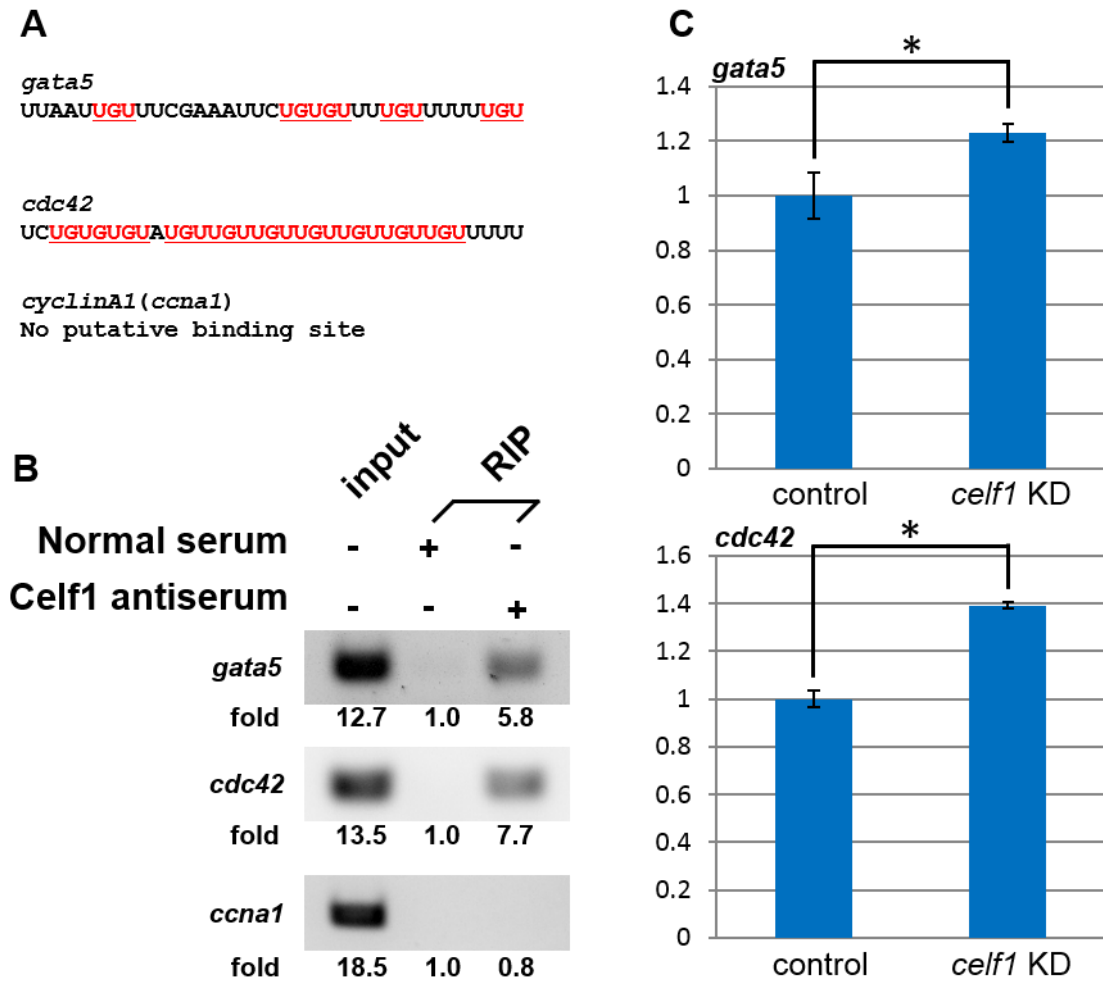 A
gata5
UUAAUUGUUUCGAAAUUCUGUGUUUUGUUUUUUGU
cdc42
UCUGUGUGUAUGUUGUUGUUGUUGUUGUUGUUUUU
cyclinA1(ccna1)
No putative binding site
B
input
RIP
Normal serum - + -
Celf1 antiserum - - +
gata5
fold 12.7 1.0 5.8
cdc42
fold 13.5 1.0 7.7
ccna1
fold 18.5 1.0 0.8
C
gata5
*
1.4
1.2
1
0.8
0.6
0.4
0.2
0
control celf1 KD
cdc42
*
1.6
1.4
1.2
1
0.8
0.6
0.4
0.2
0
control celf1 KD